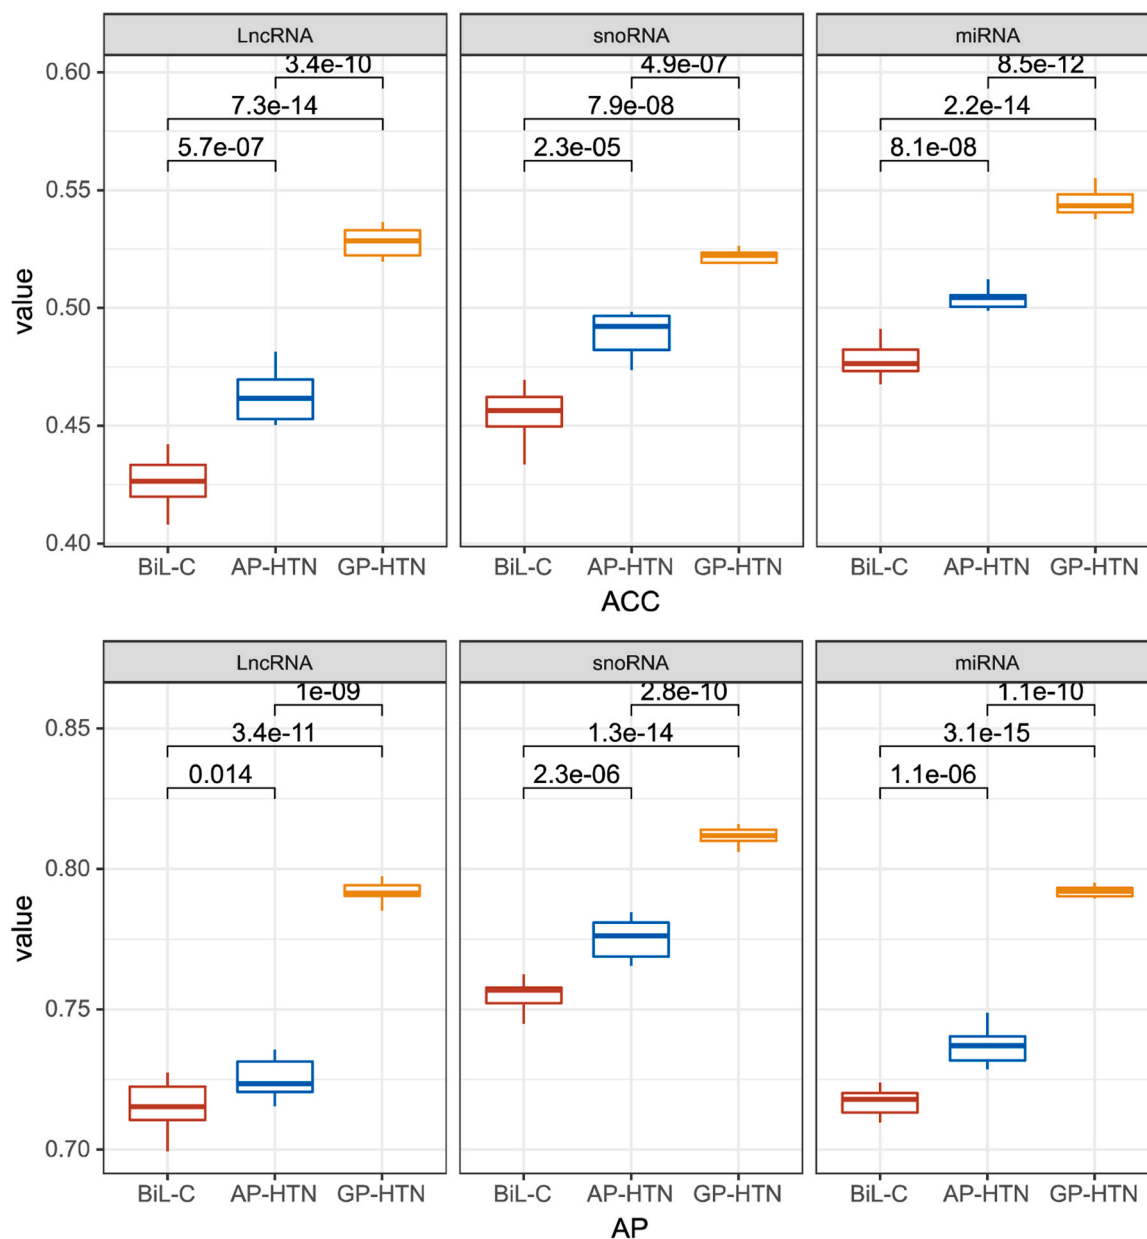 LncRNA snoRNA miRNA
0.60
3.4e-10 4.9e-07 8.5e-12
7.3e-14 7.9e-08 2.2e-14
5.7e-07 2.3e-05 8.1e-08
0.55
value
0.50
0.45
0.40
BiL-C AP-HTN GP-HTN BiL-C AP-HTN GP-HTN BiL-C AP-HTN GP-HTN
ACC
LncRNA snoRNA miRNA
1e-09 2.8e-10 1.1e-10
0.85
3.4e-11 1.3e-14 3.1e-15
0.014 2.3e-06 1.1e-06
0.80
value
0.75
0.70
BiL-C AP-HTN GP-HTN BiL-C AP-HTN GP-HTN BiL-C AP-HTN GP-HTN
AP